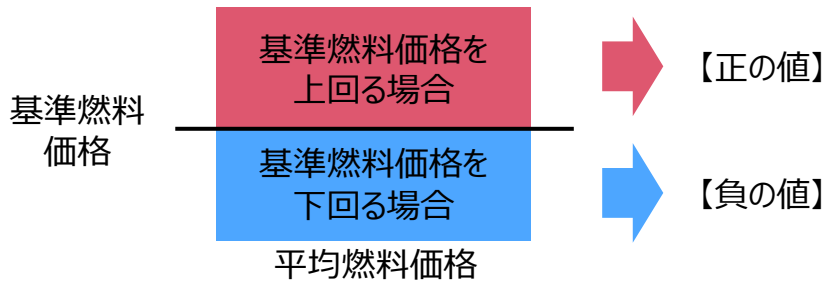 基準燃料価格を
上回る場合
【正の値】
基準燃料
価格
基準燃料価格を
下回る場合
【負の値】
平均燃料価格